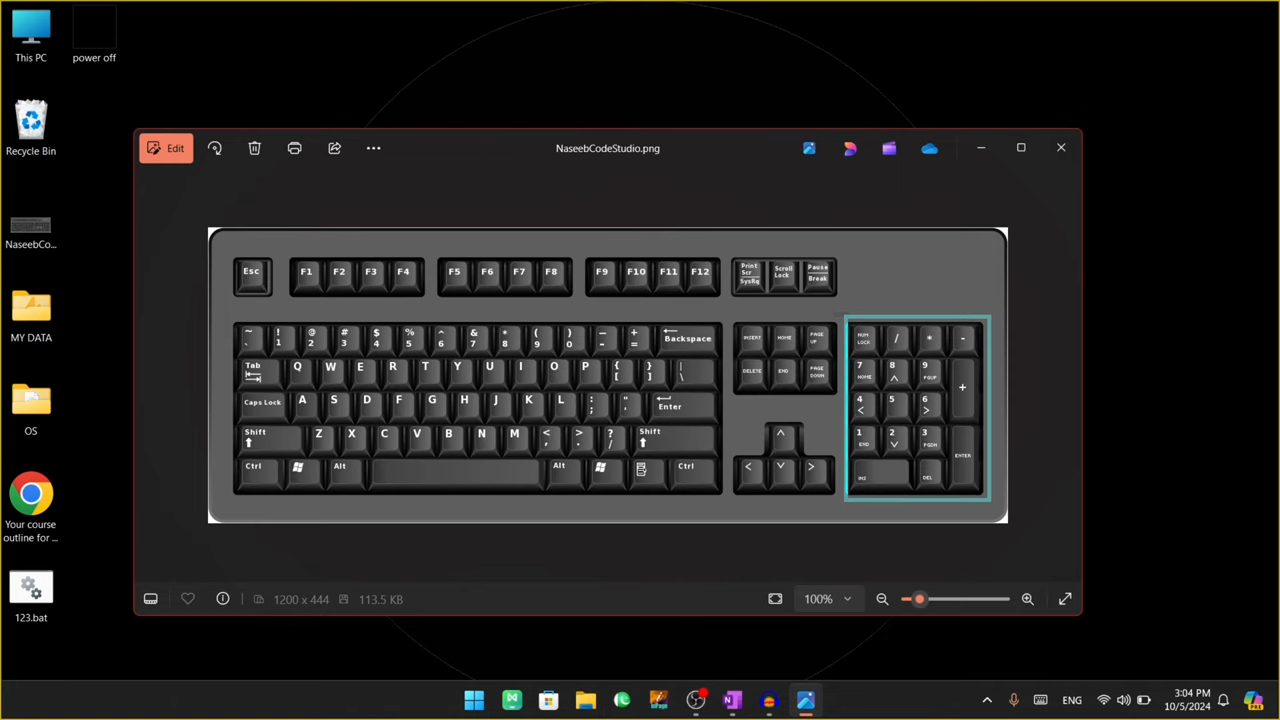 This PC
power off
Recycle Bin
NaseebCo...
MY DATA
OS
Your course
outline for ...
123.bat
Edit
NaseebCodeStudio.png
Esc F1 F2 F3 F4 F5 F6 F7 F8 F9 F10 F11 F12 Print Scr SysRq Scroll Lock Pause Break
~ ` ! 1 @ 2 # 3 $ 4 % 5 ^ 6 & 7 * 8 ( 9 ) 0 — - + = Backspace INSERT HOME PAGE UP NUM LOCK / * -
Tab Q W E R T Y U I O P { [ } ] | \ DELETE END PAGE DOWN 7 HOME 8 9 PGUP +
Caps Lock A S D F G H J K L : ; " ' Enter 4 < 5 6 >
Shift Z X C V B N M < , > . ? / Shift 1 END 2 3 PGDN ENTER
Ctrl Alt Alt Ctrl INS DEL
1200 x 444 113.5 KB 100%
ENG 3:04 PM
10/5/2024